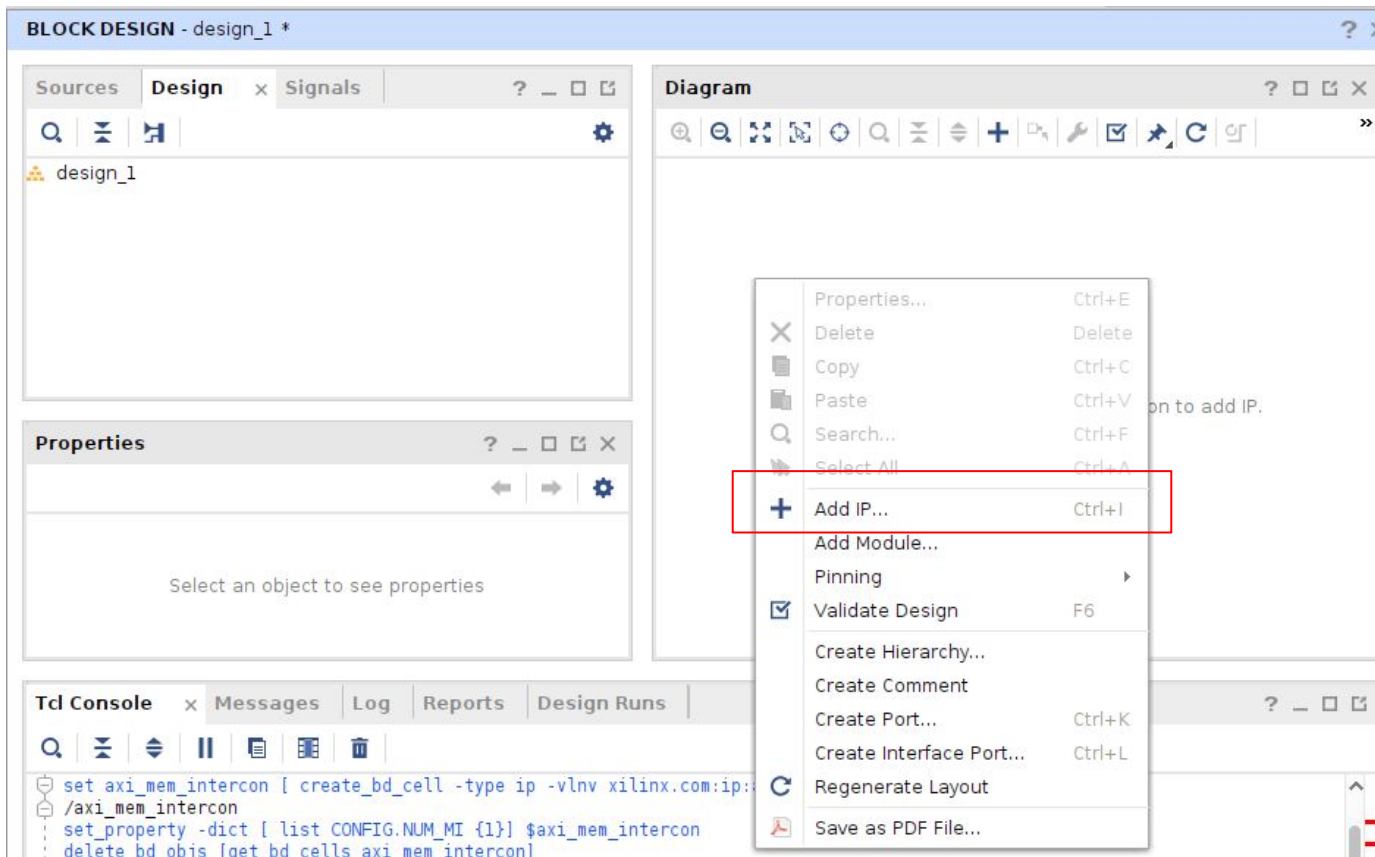 BLOCK DESIGN - design_1 *
?
Sources Design x Signals ?
Diagram ?
»
design_1
Properties... Ctrl+E
Delete Delete
Copy Ctrl+C
Paste Ctrl+V
on to add IP.
Search... Ctrl+F
Select All Ctrl+A
Add IP... Ctrl+I
Add Module...
Pinning
Validate Design F6
Create Hierarchy...
Create Comment
Create Port... Ctrl+K
Create Interface Port... Ctrl+L
Regenerate Layout
Save as PDF File...
Properties ?
Select an object to see properties
Tcl Console x Messages Log Reports Design Runs ?
set axi_mem_intercon [ create_bd_cell -type ip -vlnv xilinx.com:ip:
/axi_mem_intercon
set_property -dict [ list CONFIG.NUM_MI {1}] $axi_mem_intercon
delete_bd_objs [get_bd_cells axi_mem_intercon]